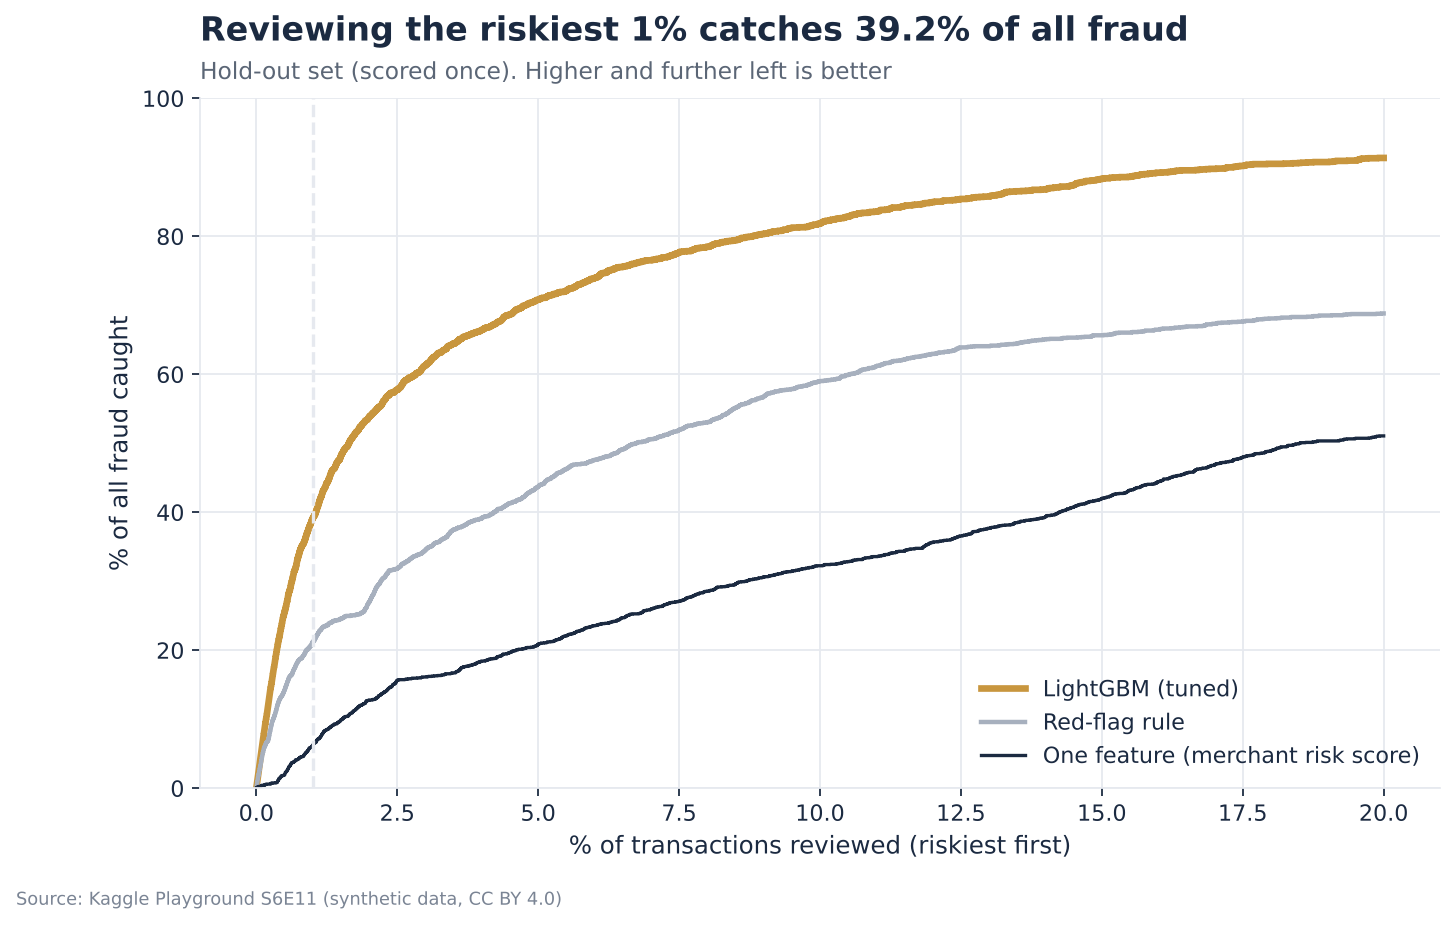 Reviewing the riskiest 1% catches 39.2% of all fraud
Hold-out set (scored once). Higher and further left is better
100
80
60
40
20
0
% of all fraud caught
LightGBM (tuned)
Red-flag rule
One feature (merchant risk score)
0.0 2.5 5.0 7.5 10.0 12.5 15.0 17.5 20.0
% of transactions reviewed (riskiest first)
Source: Kaggle Playground S6E11 (synthetic data, CC BY 4.0)